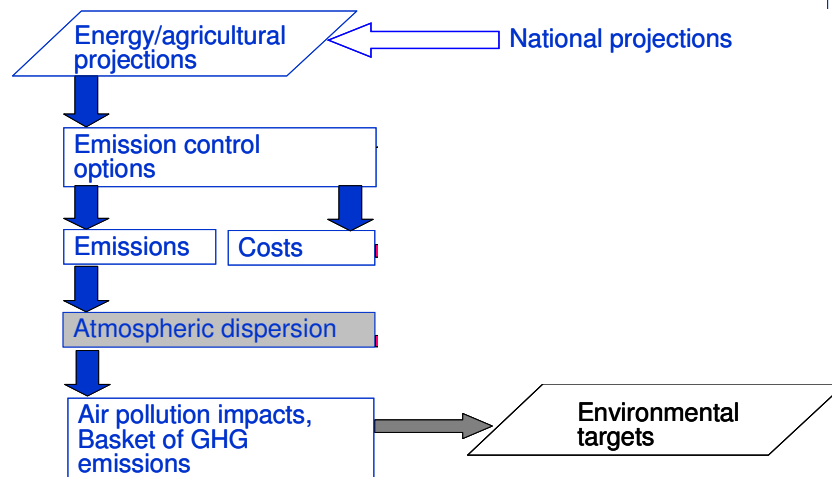 Energy/agricultural
projections
National projections
Emission control
options
Emissions
Costs
Atmospheric dispersion
Air pollution impacts,
Basket of GHG
emissions
Environmental
targets